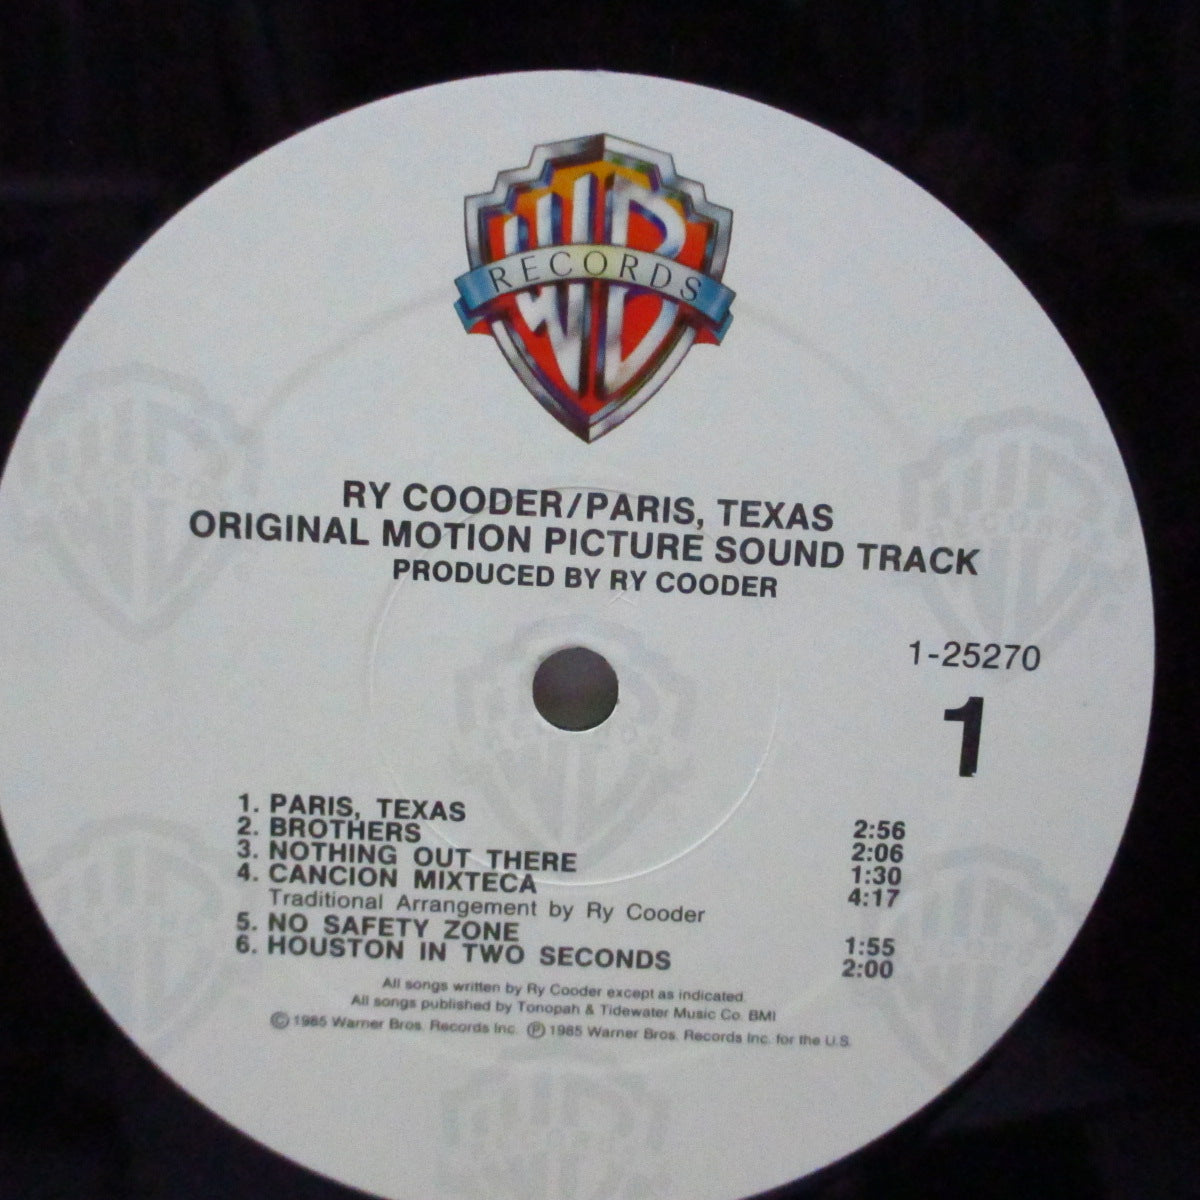 RECORDS
RY COODER/PARIS, TEXAS
ORIGINAL MOTION PICTURE SOUND TRACK
PRODUCED BY RY COODER
1-25270
1
1. PARIS, TEXAS 2:56
2. BROTHERS 2:06
3. NOTHING OUT THERE 1:30
4. CANCION MIXTECA 4:17
Traditional Arrangement by Ry Cooder
5. NO SAFETY ZONE 1:55
6. HOUSTON IN TWO SECONDS 2:00
All songs written by Ry Cooder except as indicated.
All songs published by Tonopah & Tidewater Music Co. BMI
© 1985 Warner Bros. Records Inc. ℗ 1985 Warner Bros. Records Inc. for the U.S.